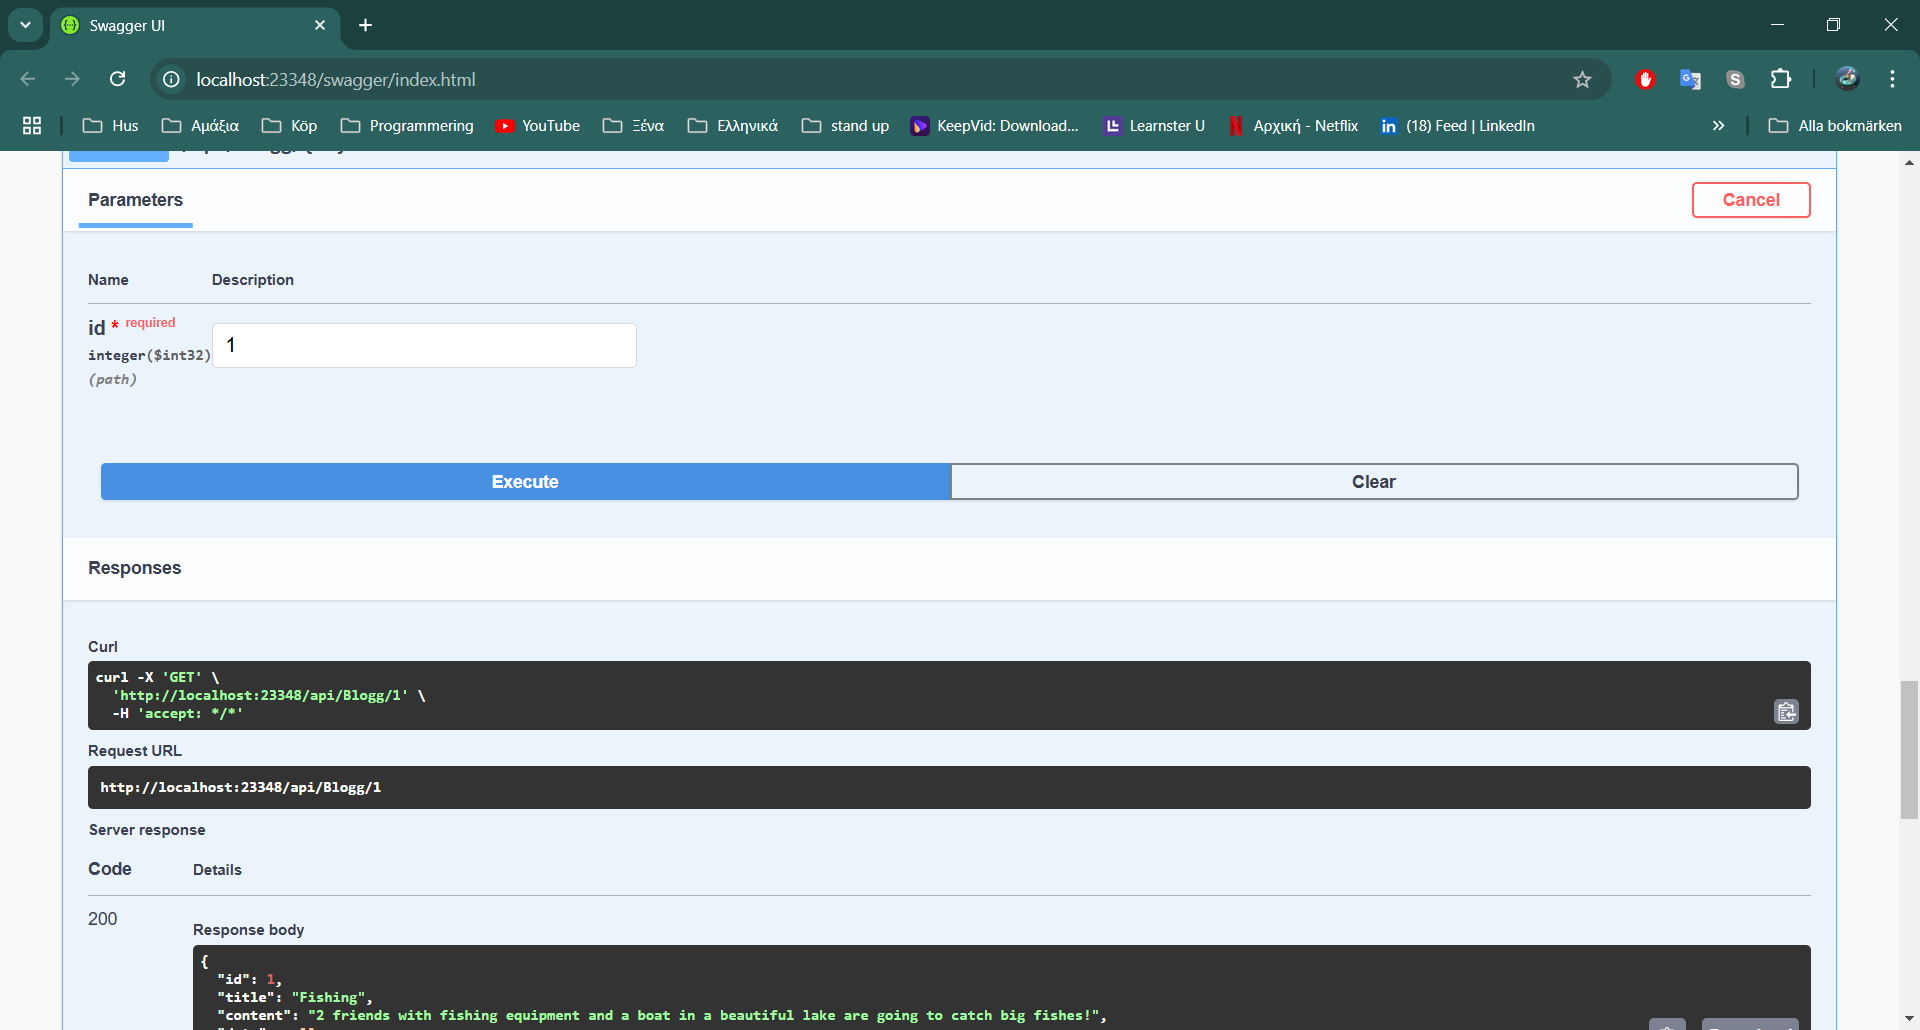 Swagger UI
localhost:23348/swagger/index.html
Hus
Αμάξια
Köp
Programmering
YouTube
Ξένα
Ελληνικά
stand up
KeepVid: Download...
Learnster U
Αρχική - Netflix
(18) Feed | LinkedIn
Alla bokmärken
Parameters
Cancel
Name Description
id * required
1
integer($int32)
(path)
Execute
Clear
Responses
Curl
curl -X 'GET' \
'http://localhost:23348/api/Blogg/1' \
-H 'accept: */*'
Request URL
http://localhost:23348/api/Blogg/1
Server response
Code Details
200
Response body
{
"id": 1,
"title": "Fishing",
"content": "2 friends with fishing equipment and a boat in a beautiful lake are going to catch big fishes!",